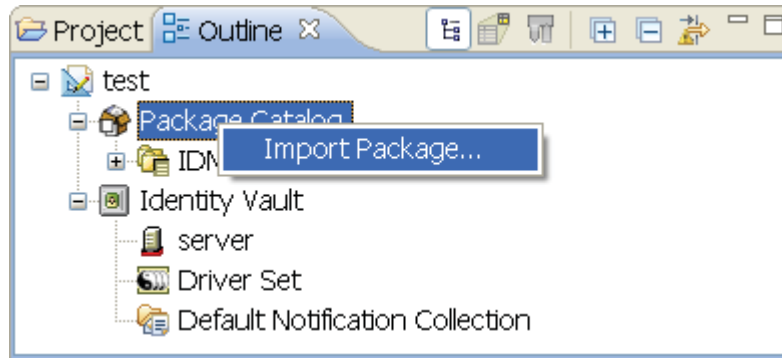 Project Outline
test
Package Catalog
Import Package...
IDM
Identity Vault
server
Driver Set
Default Notification Collection